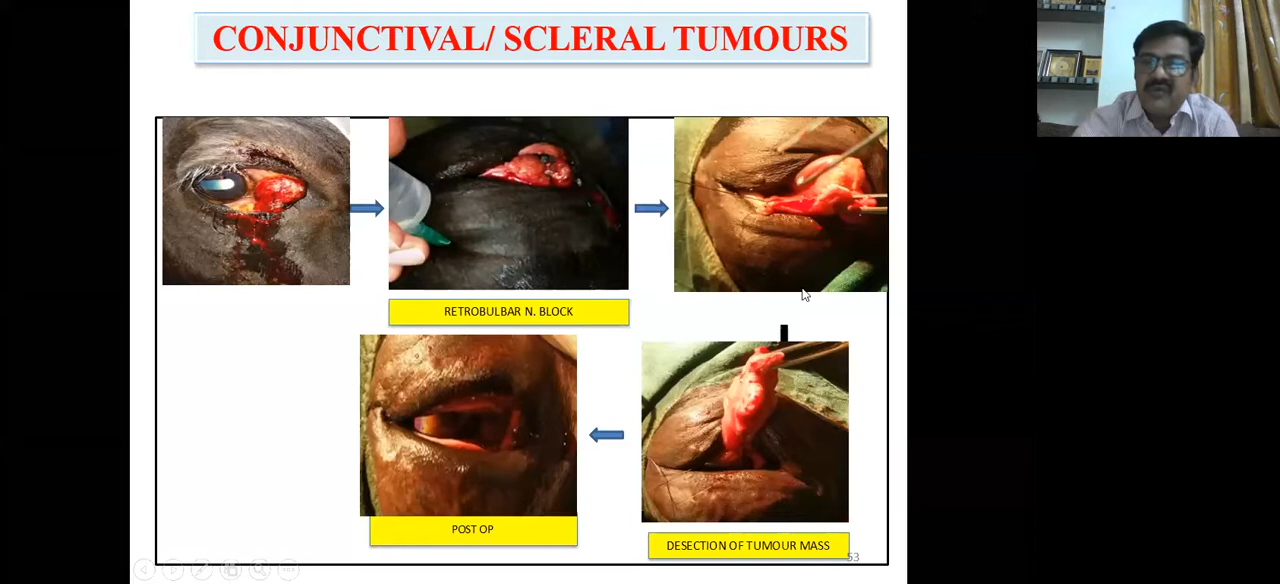 CONJUNCTIVAL/ SCLERAL TUMOURS
RETROBULBAR N. BLOCK
POST OP
DESECTION OF TUMOUR MASS
53